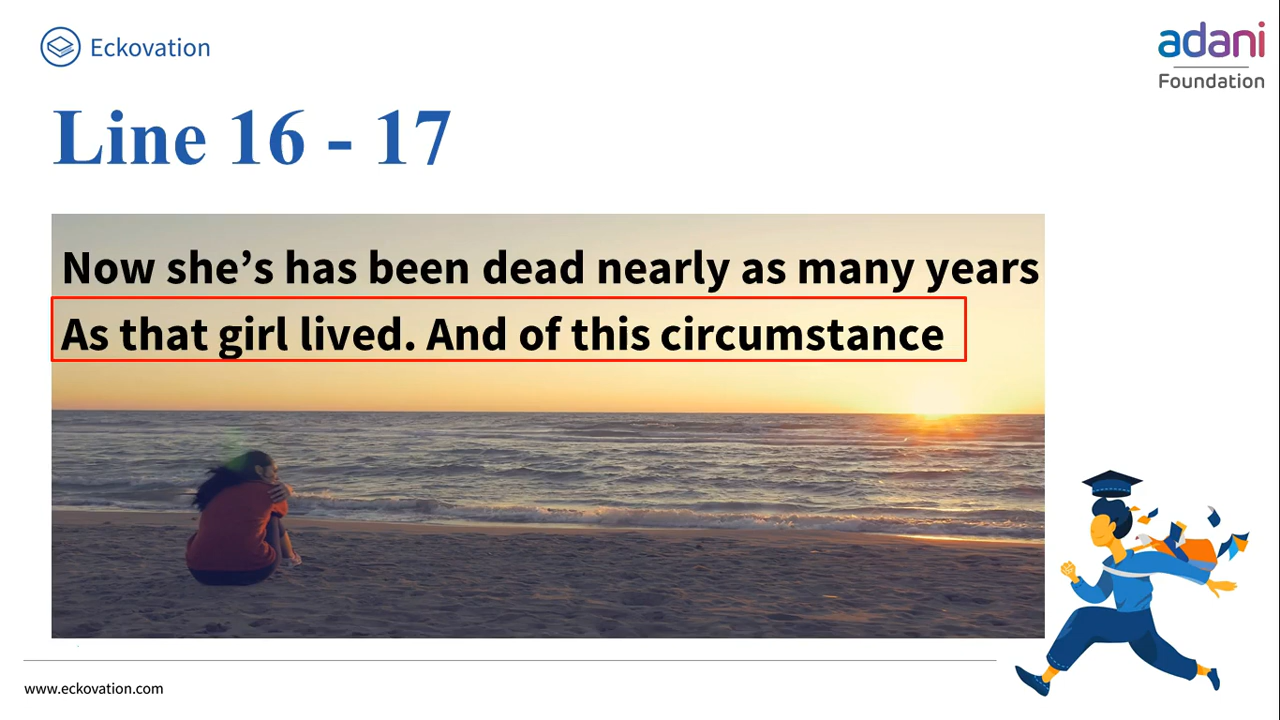 Eckovation
adani
Foundation
Line 16 - 17
Now she's has been dead nearly as many years
As that girl lived. And of this circumstance
www.eckovation.com